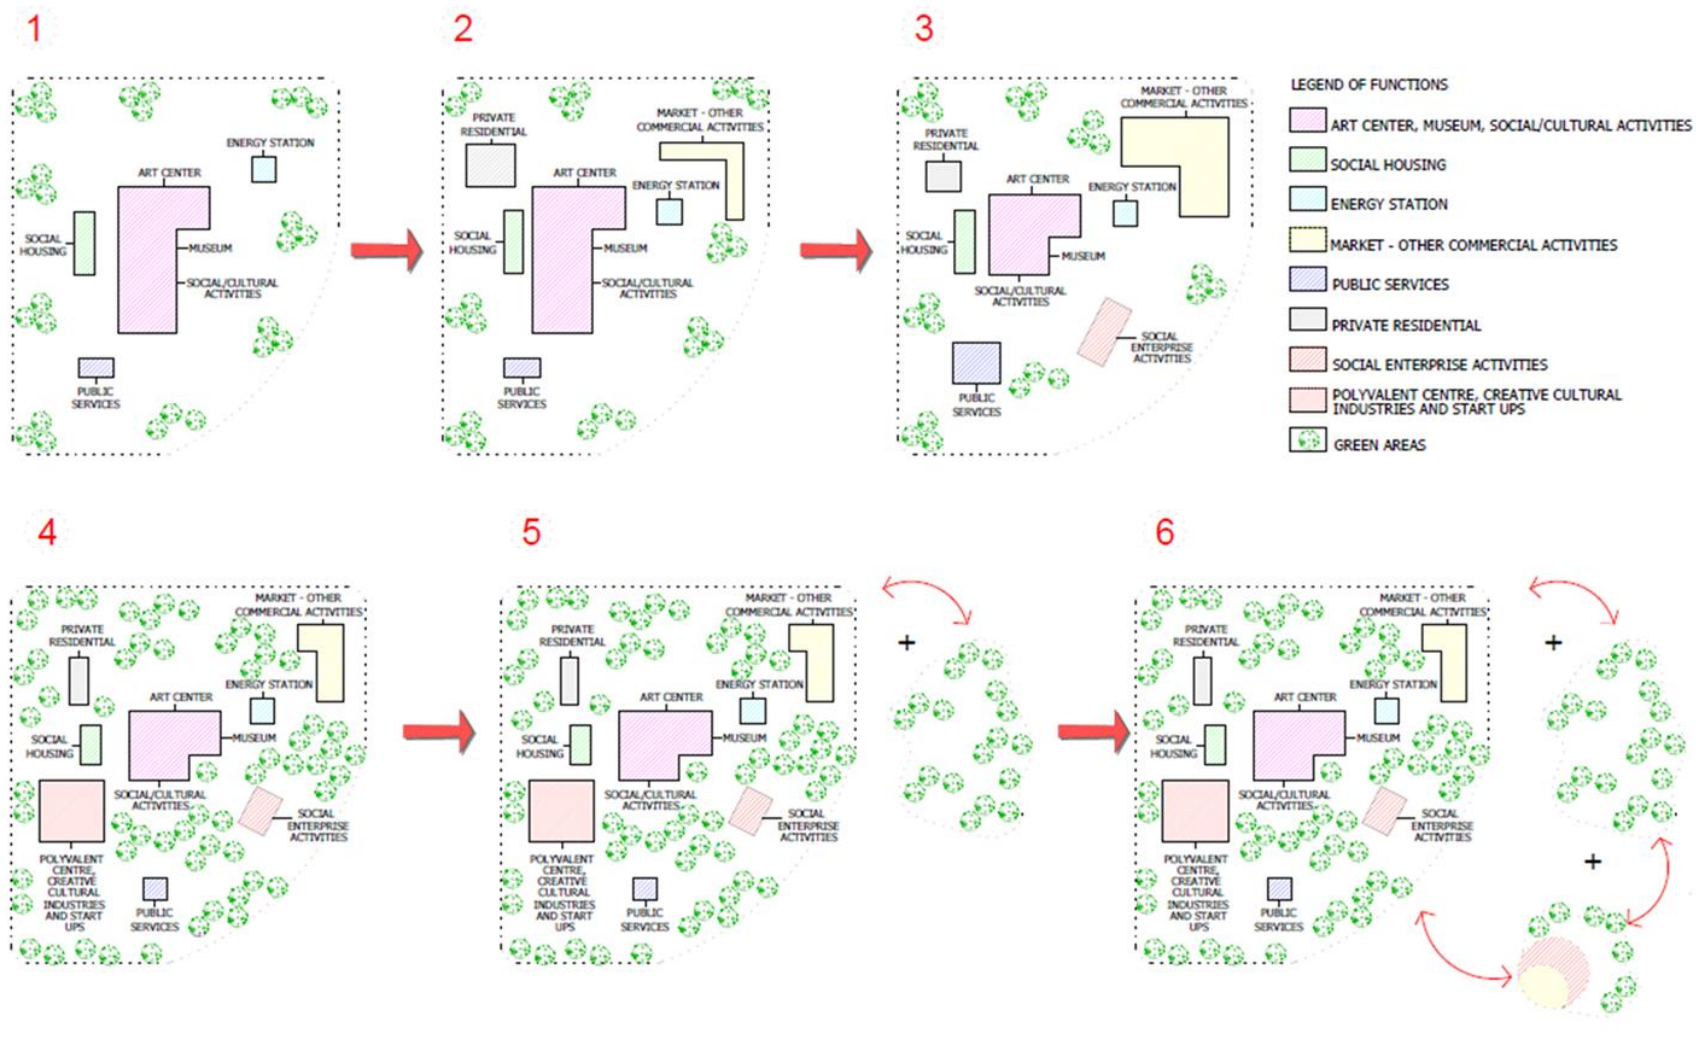 1
ENERGY STATION
ART CENTER
SOCIAL
HOUSING
MUSEUM
SOCIAL/CULTURAL
ACTIVITIES
PUBLIC
SERVICES
2
PRIVATE
RESIDENTIAL
MARKET - OTHER
COMMERCIAL ACTIVITIES
ART CENTER
ENERGY STATION
SOCIAL
HOUSING
MUSEUM
SOCIAL/CULTURAL
ACTIVITIES
PUBLIC
SERVICES
3
MARKET - OTHER
COMMERCIAL ACTIVITIES
PRIVATE
RESIDENTIAL
ART CENTER
ENERGY STATION
SOCIAL
HOUSING
MUSEUM
SOCIAL/CULTURAL
ACTIVITIES
SOCIAL
ENTERPRISE
ACTIVITIES
PUBLIC
SERVICES
LEGEND OF FUNCTIONS
ART CENTER, MUSEUM, SOCIAL/CULTURAL ACTIVITIES
SOCIAL HOUSING
ENERGY STATION
MARKET - OTHER COMMERCIAL ACTIVITIES
PUBLIC SERVICES
PRIVATE RESIDENTIAL
SOCIAL ENTERPRISE ACTIVITIES
POLYVALENT CENTRE, CREATIVE CULTURAL
INDUSTRIES AND START UPS
GREEN AREAS
4
MARKET - OTHER
COMMERCIAL ACTIVITIES
PRIVATE
RESIDENTIAL
ENERGY STATION
ART CENTER
SOCIAL
HOUSING
MUSEUM
SOCIAL/CULTURAL
ACTIVITIES
SOCIAL
ENTERPRISE
ACTIVITIES
POLYVALENT
CENTRE,
CREATIVE
CULTURAL
INDUSTRIES
AND START
UPS
PUBLIC
SERVICES
5
MARKET - OTHER
COMMERCIAL ACTIVITIES
PRIVATE
RESIDENTIAL
ENERGY STATION
ART CENTER
SOCIAL
HOUSING
MUSEUM
SOCIAL/CULTURAL
ACTIVITIES
SOCIAL
ENTERPRISE
ACTIVITIES
POLYVALENT
CENTRE,
CREATIVE
CULTURAL
INDUSTRIES
AND START
UPS
PUBLIC
SERVICES
+
6
MARKET - OTHER
COMMERCIAL ACTIVITIES
PRIVATE
RESIDENTIAL
ENERGY STATION
ART CENTER
SOCIAL
HOUSING
MUSEUM
SOCIAL/CULTURAL
ACTIVITIES
SOCIAL
ENTERPRISE
ACTIVITIES
POLYVALENT
CENTRE,
CREATIVE
CULTURAL
INDUSTRIES
AND START
UPS
PUBLIC
SERVICES
+
+